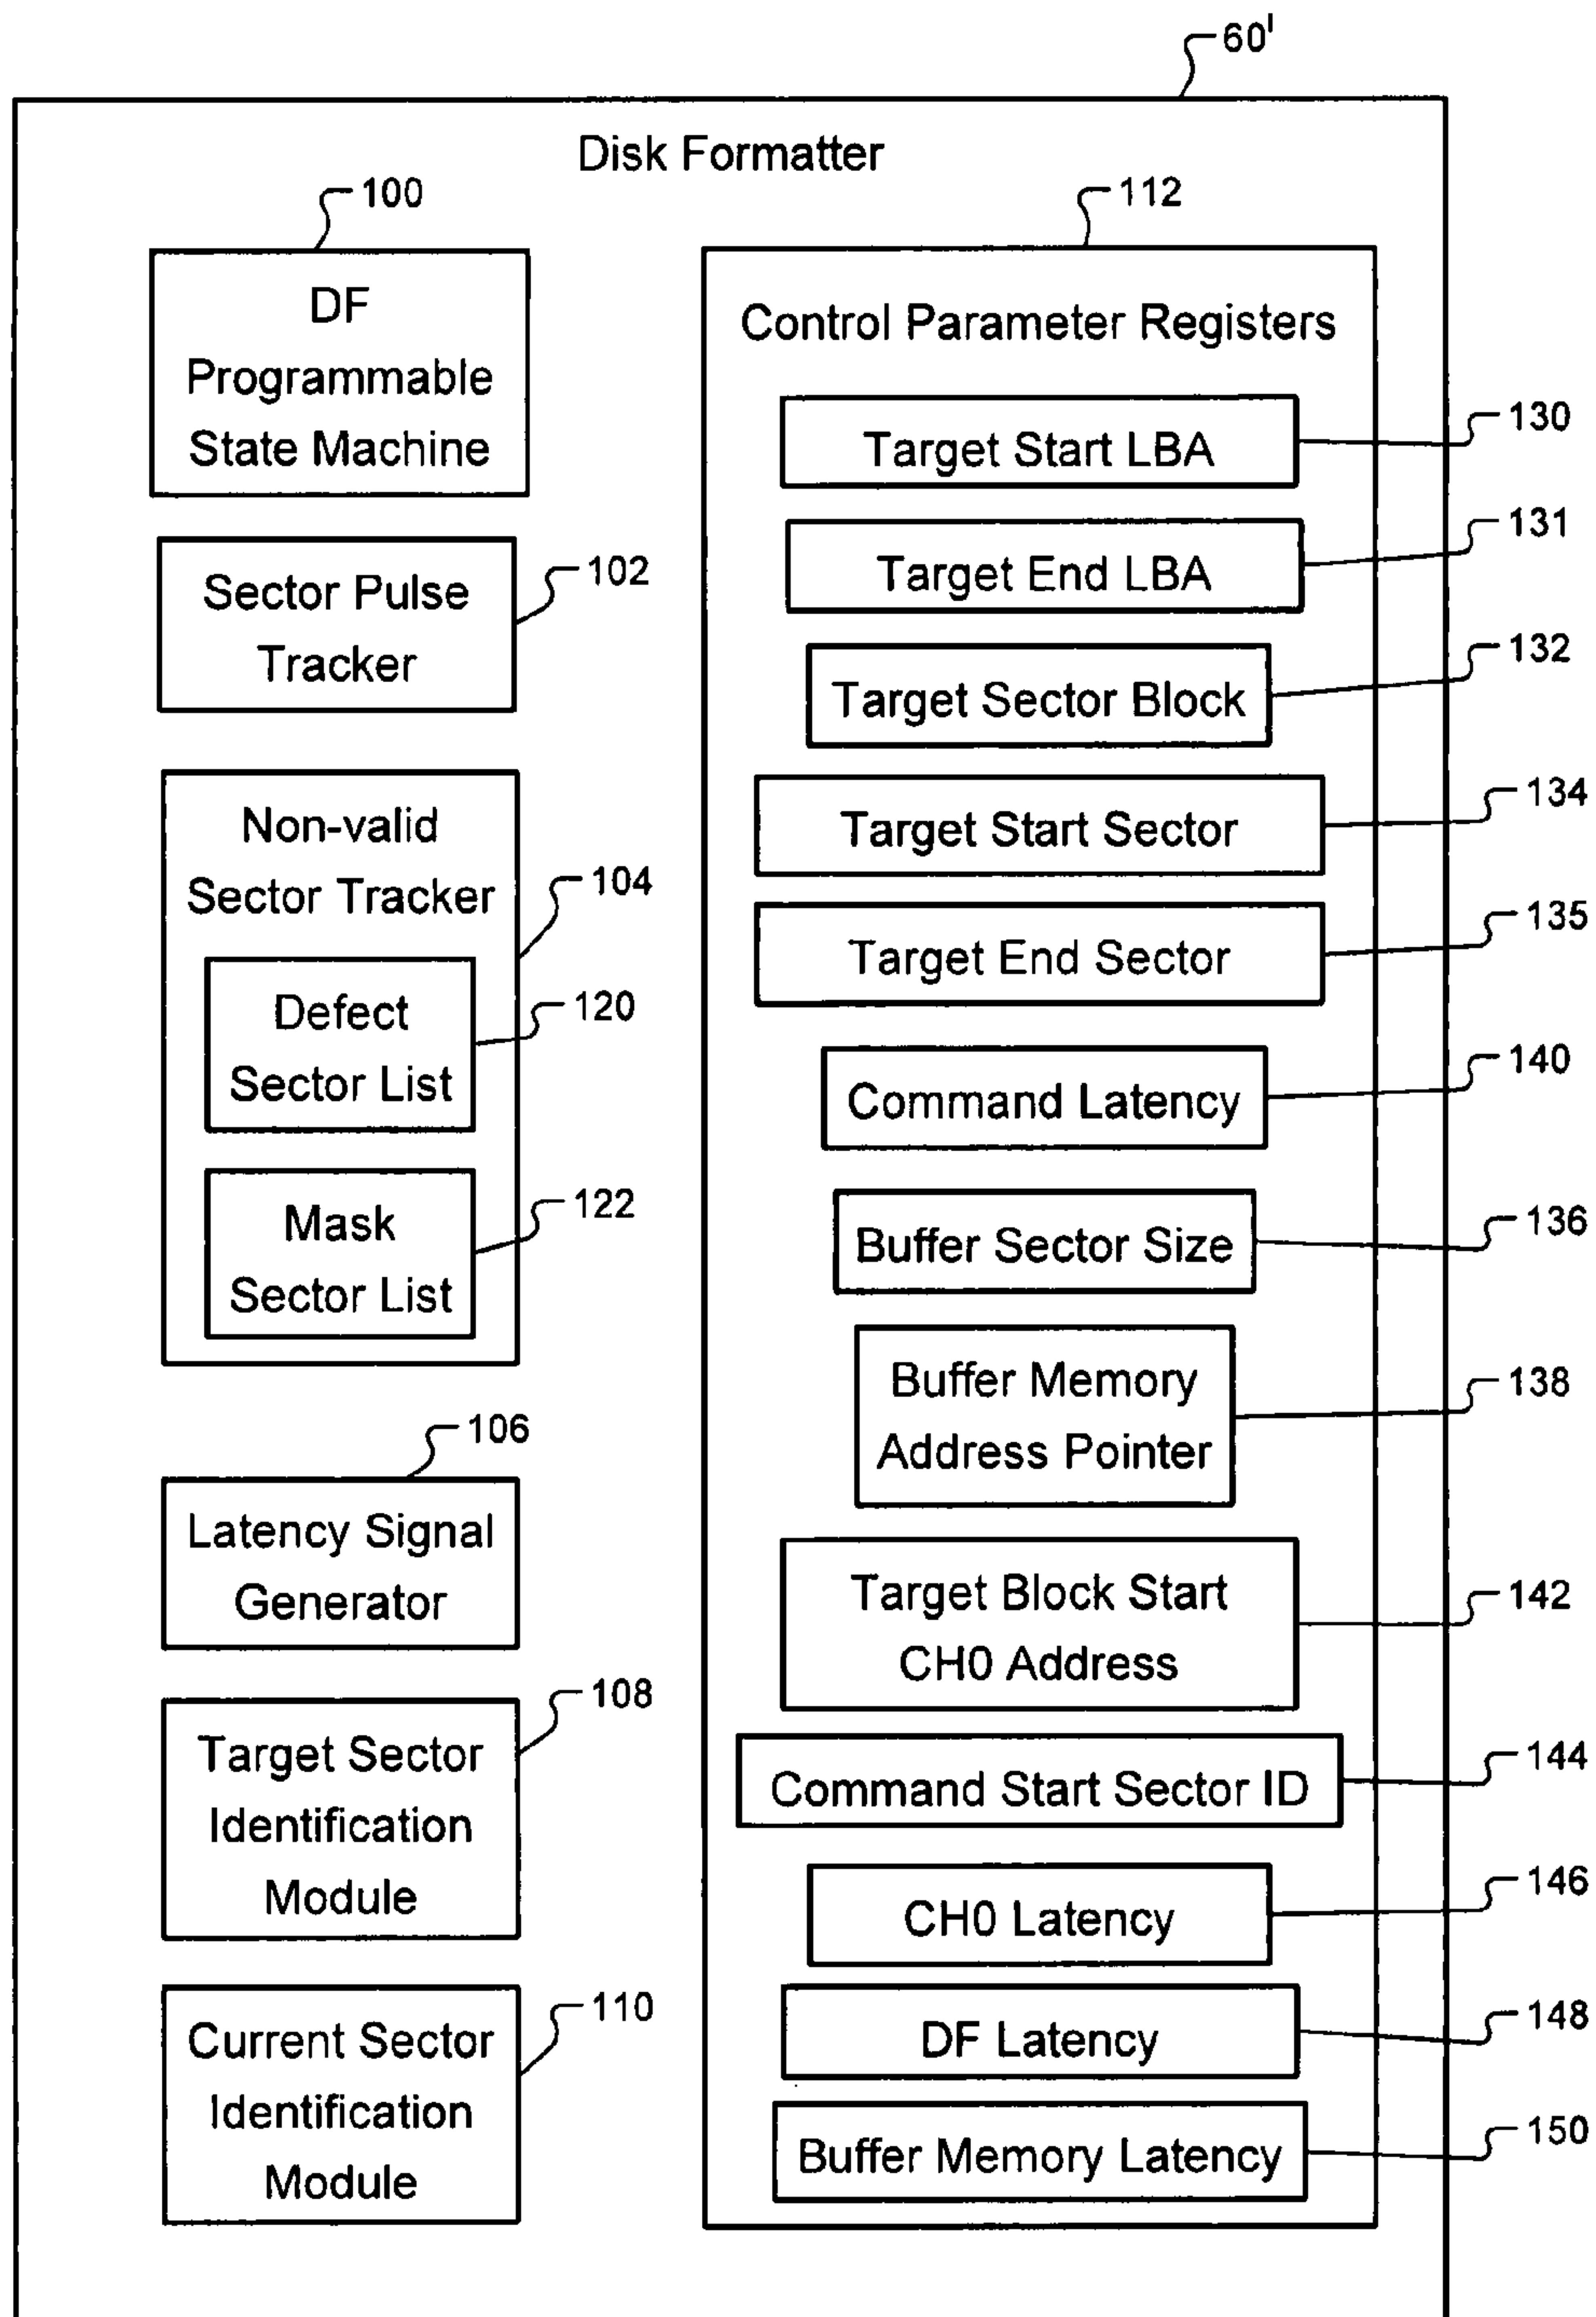 60'
Disk Formatter
100
DF
Programmable
State Machine
Sector Pulse
Tracker
102
Non-valid
Sector Tracker
104
Defect
Sector List
120
Mask
Sector List
122
106
Latency Signal
Generator
108
Target Sector
Identification
Module
110
Current Sector
Identification
Module
112
Control Parameter Registers
Target Start LBA
130
Target End LBA
131
Target Sector Block
132
Target Start Sector
134
Target End Sector
135
Command Latency
140
Buffer Sector Size
136
Buffer Memory
Address Pointer
138
Target Block Start
CH0 Address
142
Command Start Sector ID
144
CH0 Latency
146
DF Latency
148
Buffer Memory Latency
150